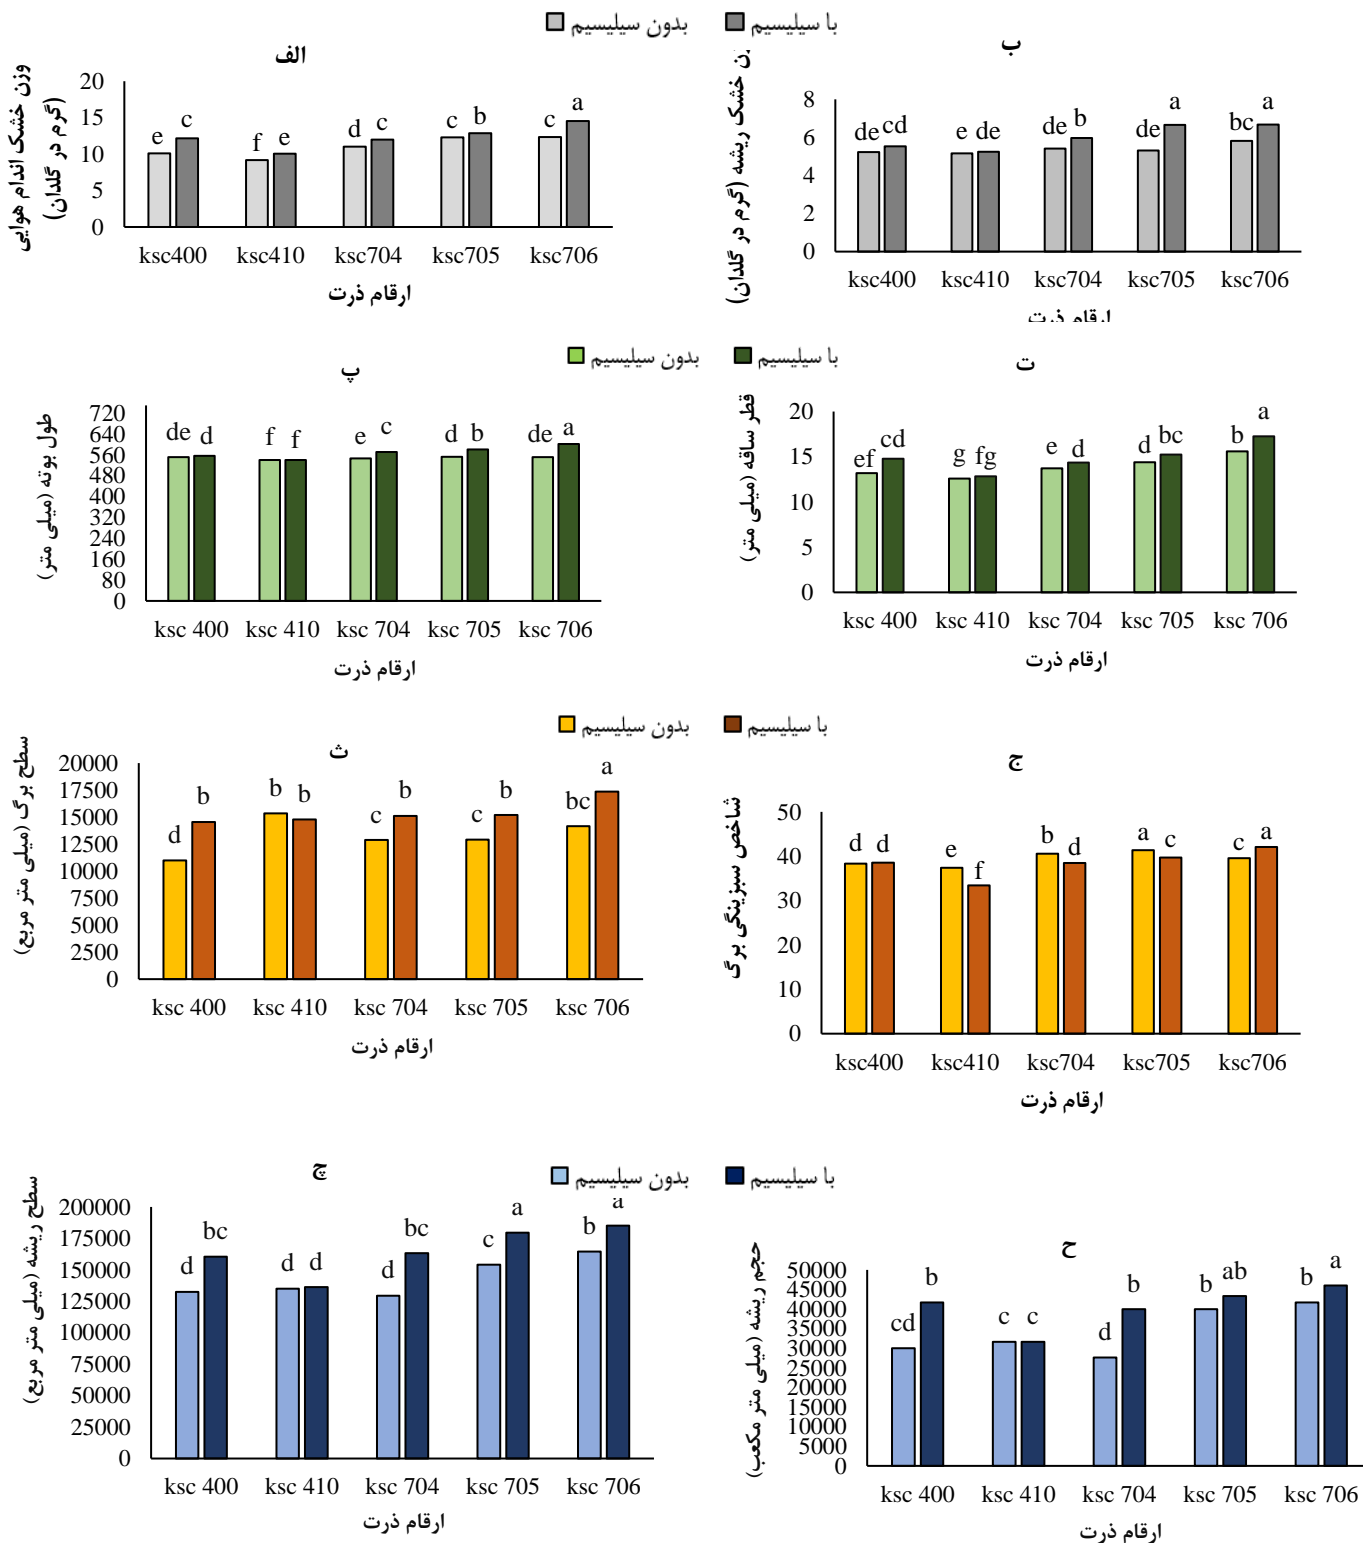 بدون سیلیسیم با سیلیسیم
الف
وزن خشک اندام هوایی
(گرم در گلدان)
20
15
10
5
0
e c f e d c c b c a
ksc400 ksc410 ksc704 ksc705 ksc706
ارقام ذرت
ب
خشک ریشه (گرم در گلدان)
8
6
4
2
0
de cd e de de b de a bc a
ksc400 ksc410 ksc704 ksc705 ksc706
ارقام ذرت
بدون سیلیسیم با سیلیسیم
پ
طول بوته (میلی متر)
720
640
560
480
400
320
240
160
80
0
de d f f e c d b de a
ksc 400 ksc 410 ksc 704 ksc 705 ksc 706
ارقام ذرت
ت
قطر ساقه (میلی متر)
20
15
10
5
0
ef cd g fg e d d bc b a
ksc 400 ksc 410 ksc 704 ksc 705 ksc 706
ارقام ذرت
بدون سیلیسیم با سیلیسیم
ث
سطح برگ (میلی متر مربع)
20000
17500
15000
12500
10000
7500
5000
2500
0
d b b b c b c b bc a
ksc 400 ksc 410 ksc 704 ksc 705 ksc 706
ارقام ذرت
ج
شاخص سبزینگی برگ
50
40
30
20
10
0
d d e f b d a c c a
ksc400 ksc410 ksc704 ksc705 ksc706
ارقام ذرت
بدون سیلیسیم با سیلیسیم
چ
سطح ریشه (میلی متر مربع)
200000
175000
150000
125000
100000
75000
50000
25000
0
d bc d d d bc c a b a
ksc 400 ksc 410 ksc 704 ksc 705 ksc 706
ارقام ذرت
ح
حجم ریشه (میلی متر مکعب)
50000
45000
40000
35000
30000
25000
20000
15000
10000
5000
0
cd b c c d b b ab b a
ksc 400 ksc 410 ksc 704 ksc 705 ksc 706
ارقام ذرت